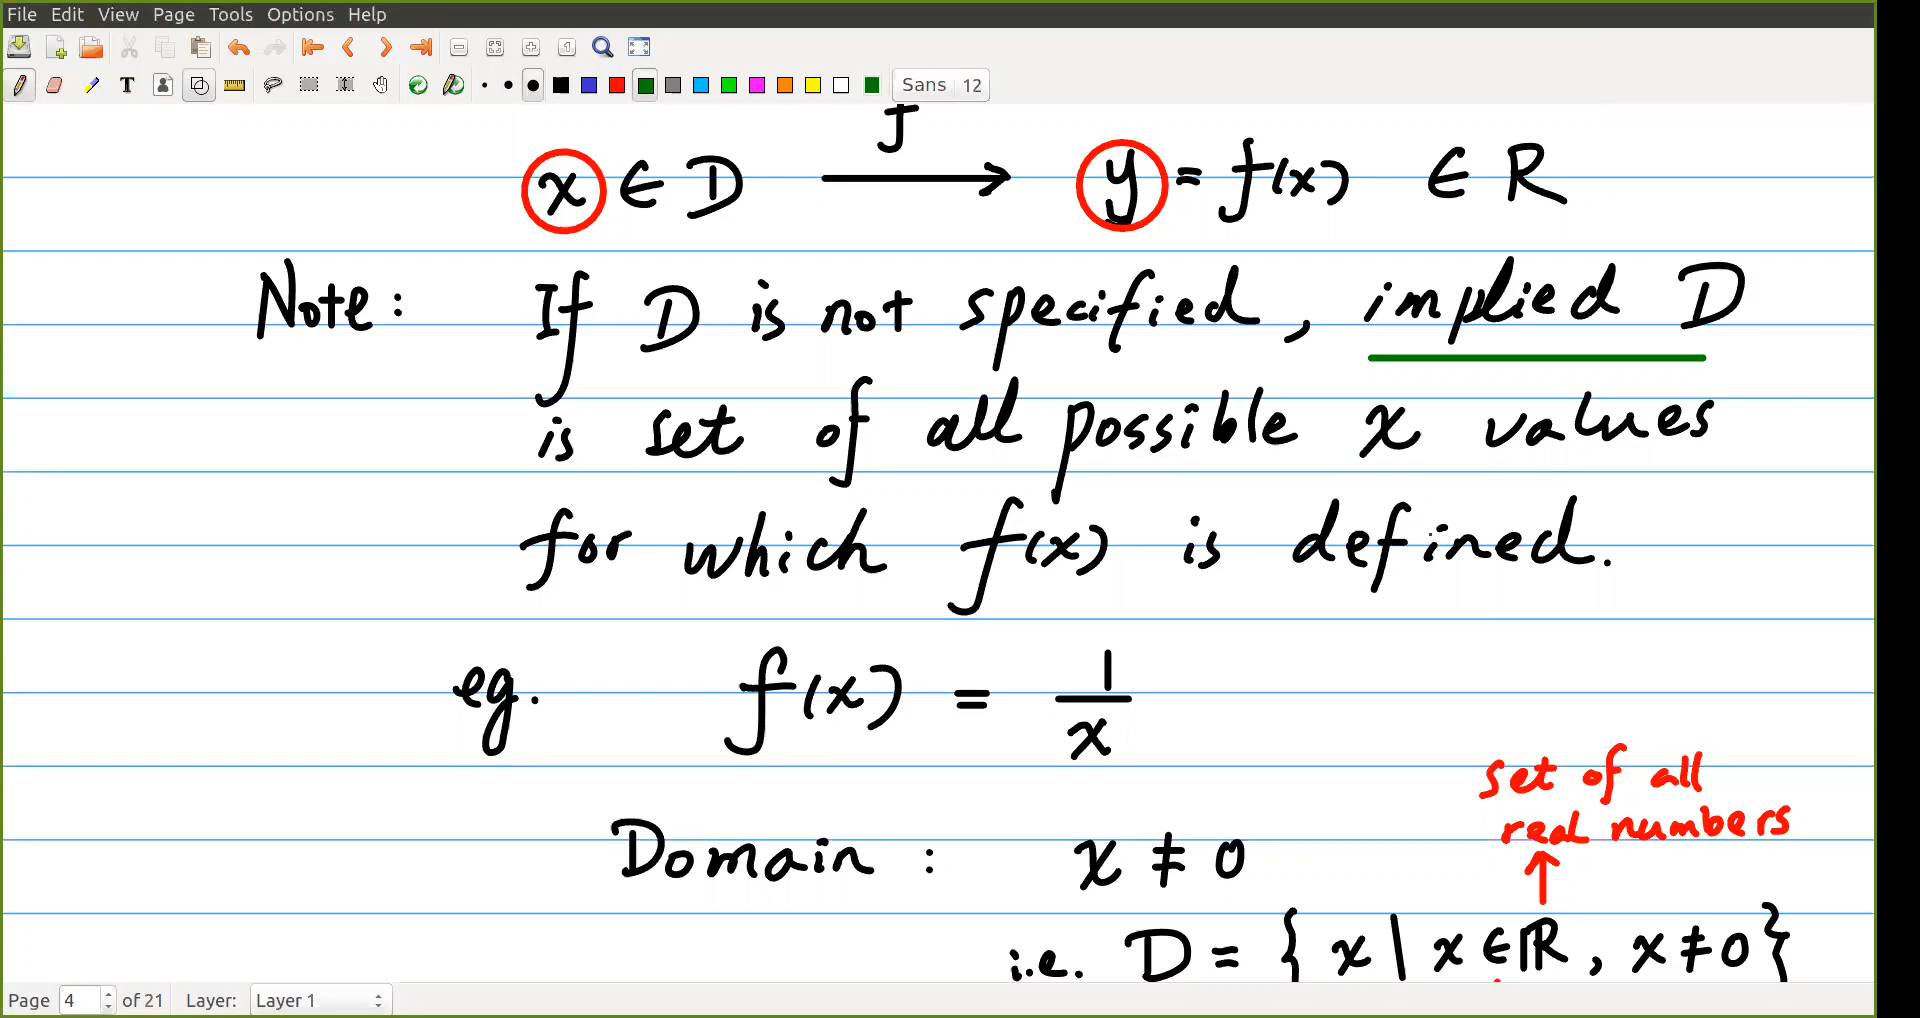 File Edit View Page Tools Options Help
Sans 12
f
x ∈ D ⟶ y = f(x) ∈ R
Note: If D is not specified, implied D
is set of all possible x values
for which f(x) is defined.
eg. f(x) = 1/x
set of all
real numbers
Domain : x ≠ 0
i.e. D = { x | x ∈ ℝ, x ≠ 0}
Page 4 of 21 Layer: Layer 1